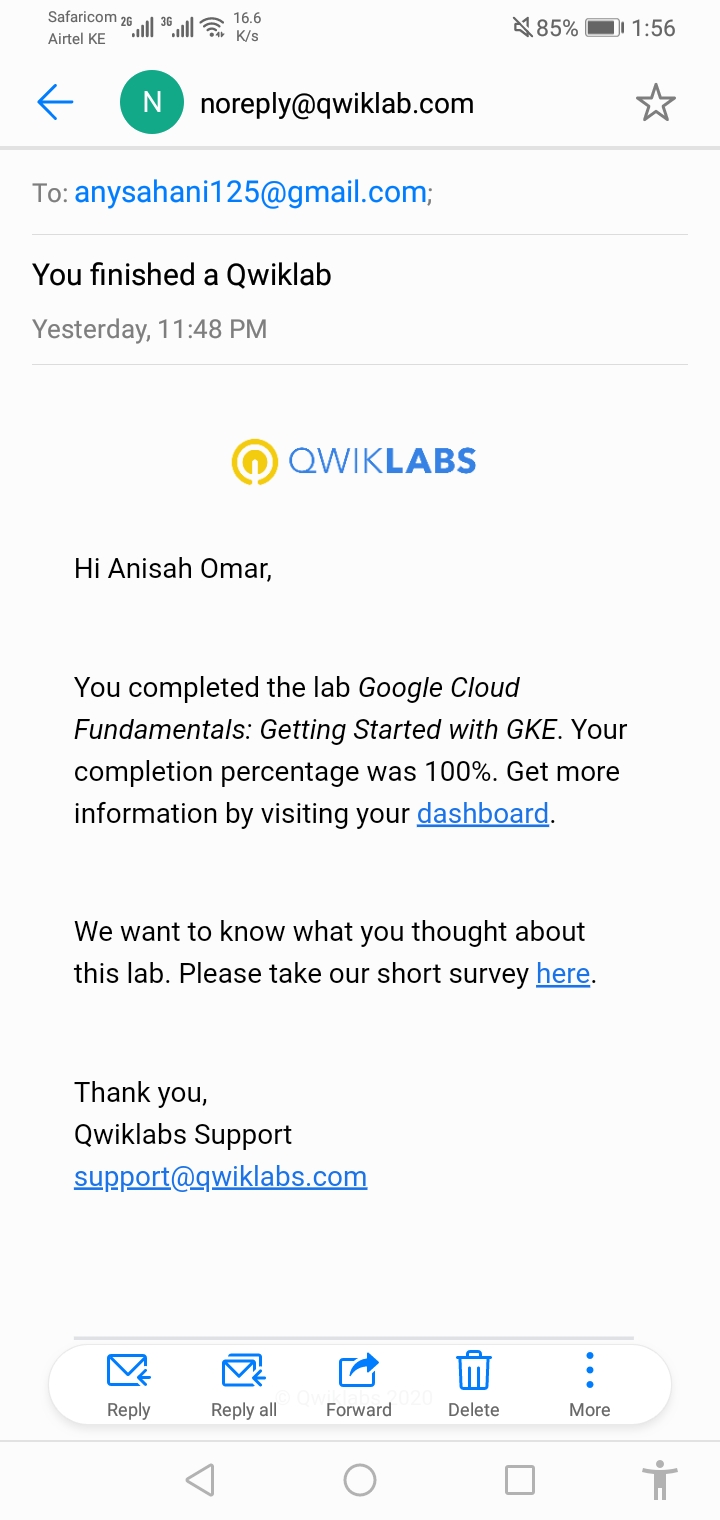 Safaricom 2G 3G 16.6 K/s 85% 1:56
Airtel KE
N noreply@qwiklab.com
To: anysahani125@gmail.com;
You finished a Qwiklab
Yesterday, 11:48 PM
QWIKLABS
Hi Anisah Omar,
You completed the lab Google Cloud
Fundamentals: Getting Started with GKE. Your
completion percentage was 100%. Get more
information by visiting your dashboard.
We want to know what you thought about
this lab. Please take our short survey here.
Thank you,
Qwiklabs Support
support@qwiklabs.com
© Qwiklabs 2020
Reply Reply all Forward Delete More